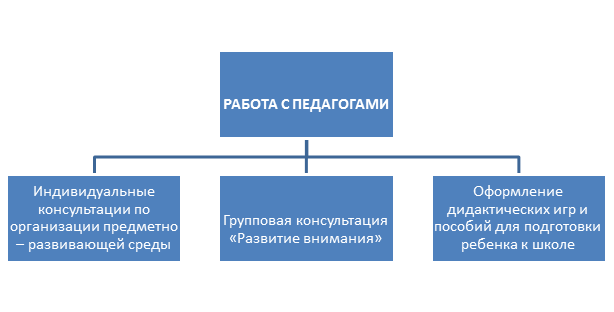 РАБОТА С ПЕДАГОГАМИ
Индивидуальные
консультации по
организации предметно
– развивающей среды
Групповая консультация
«Развитие внимания»
Оформление
дидактических игр и
пособий для подготовки
ребенка к школе